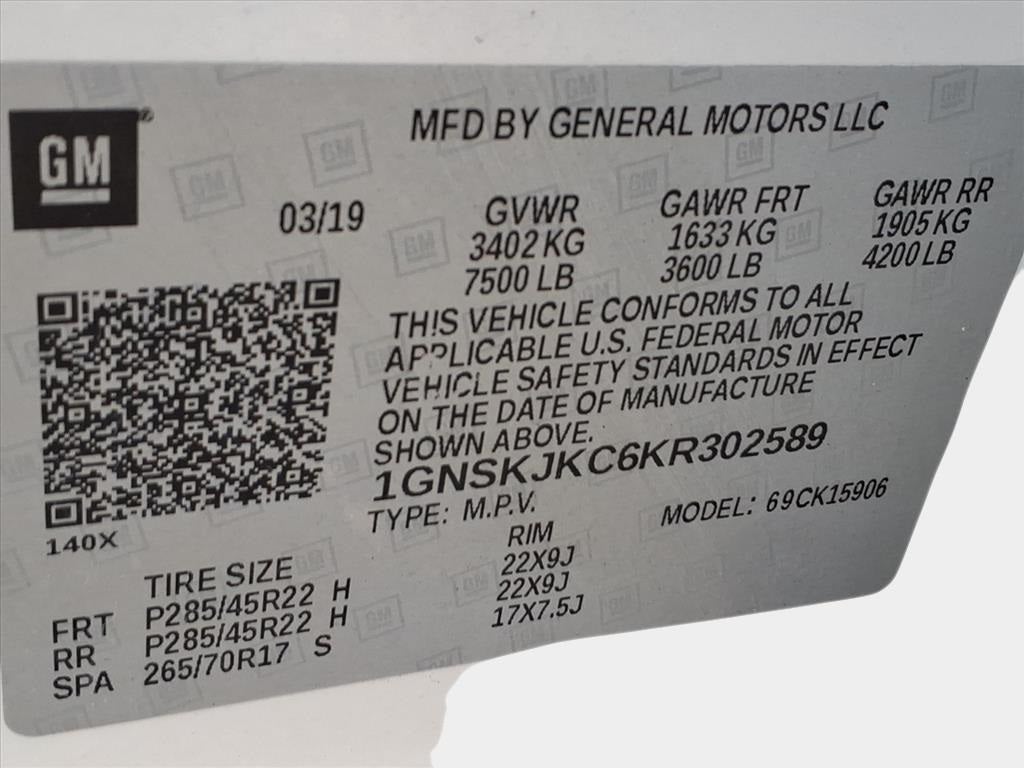 GM
MFD BY GENERAL MOTORS LLC
03/19
GVWR GAWR FRT GAWR RR
3402 KG 1633 KG 1905 KG
7500 LB 3600 LB 4200 LB
THIS VEHICLE CONFORMS TO ALL
APPLICABLE U.S. FEDERAL MOTOR
VEHICLE SAFETY STANDARDS IN EFFECT
ON THE DATE OF MANUFACTURE
SHOWN ABOVE.
1GNSKJKC6KR302589
TYPE: M.P.V. MODEL: 69CK15906
140X
TIRE SIZE RIM
FRT P285/45R22 H 22X9J
RR P285/45R22 H 22X9J
SPA 265/70R17 S 17X7.5J